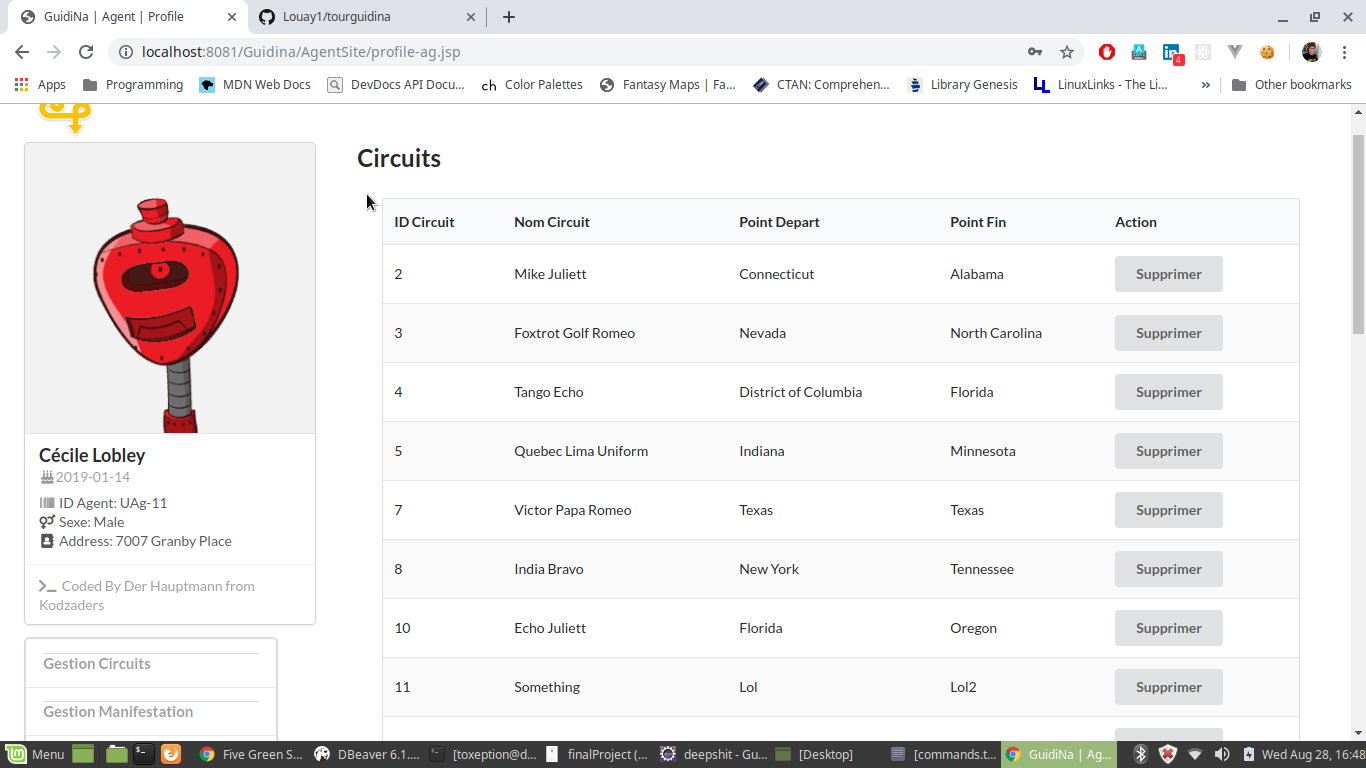 GuidiNa | Agent | Profile
Louay1/tourguidina
localhost:8081/Guidina/AgentSite/profile-ag.jsp
4
Apps
Programming
MDN Web Docs
DevDocs API Docu...
ch Color Palettes
Fantasy Maps | Fa...
CTAN: Comprehen...
Library Genesis
LinuxLinks - The Li...
»
Other bookmarks
Circuits
ID Circuit Nom Circuit Point Depart Point Fin Action
2 Mike Juliett Connecticut Alabama Supprimer
3 Foxtrot Golf Romeo Nevada North Carolina Supprimer
4 Tango Echo District of Columbia Florida Supprimer
5 Quebec Lima Uniform Indiana Minnesota Supprimer
7 Victor Papa Romeo Texas Texas Supprimer
8 India Bravo New York Tennessee Supprimer
10 Echo Juliett Florida Oregon Supprimer
11 Something Lol Lol2 Supprimer
Cécile Lobley
2019-01-14
ID Agent: UAg-11
Sexe: Male
Address: 7007 Granby Place
Coded By Der Hauptmann from
Kodzaders
Gestion Circuits
Gestion Manifestation
Menu
Five Green S...
DBeaver 6.1....
[toxeption@d...
finalProject (...
deepshit - Gu...
[Desktop]
[commands.t...
GuidiNa | Ag...
Wed Aug 28, 16:48